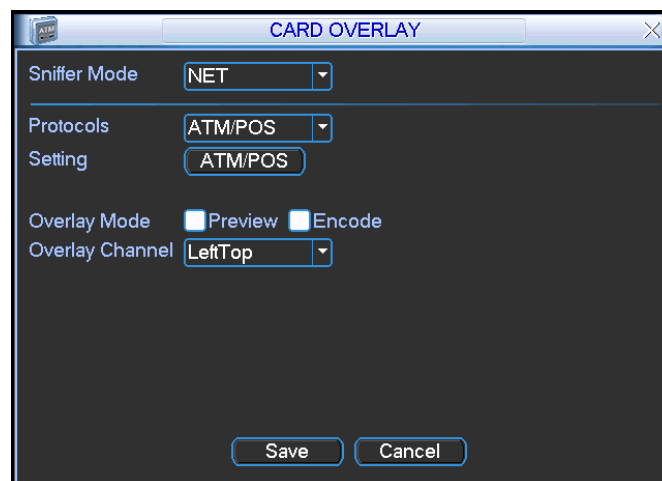 ATM
CARD OVERLAY
Sniffer Mode NET
Protocols ATM/POS
Setting ATM/POS
Overlay Mode Preview Encode
Overlay Channel LeftTop
Save Cancel